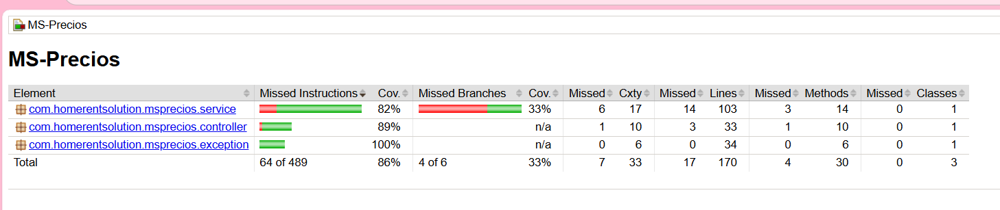 MS-Precios
MS-Precios
Element Missed Instructions Cov. Missed Branches Cov. Missed Cxty Missed Lines Missed Methods Missed Classes
com.homerentsolution.msprecios.service 82% 33% 6 17 14 103 3 14 0 1
com.homerentsolution.msprecios.controller 89% n/a 1 10 3 33 1 10 0 1
com.homerentsolution.msprecios.exception 100% n/a 0 6 0 34 0 6 0 1
Total 64 of 489 86% 4 of 6 33% 7 33 17 170 4 30 0 3